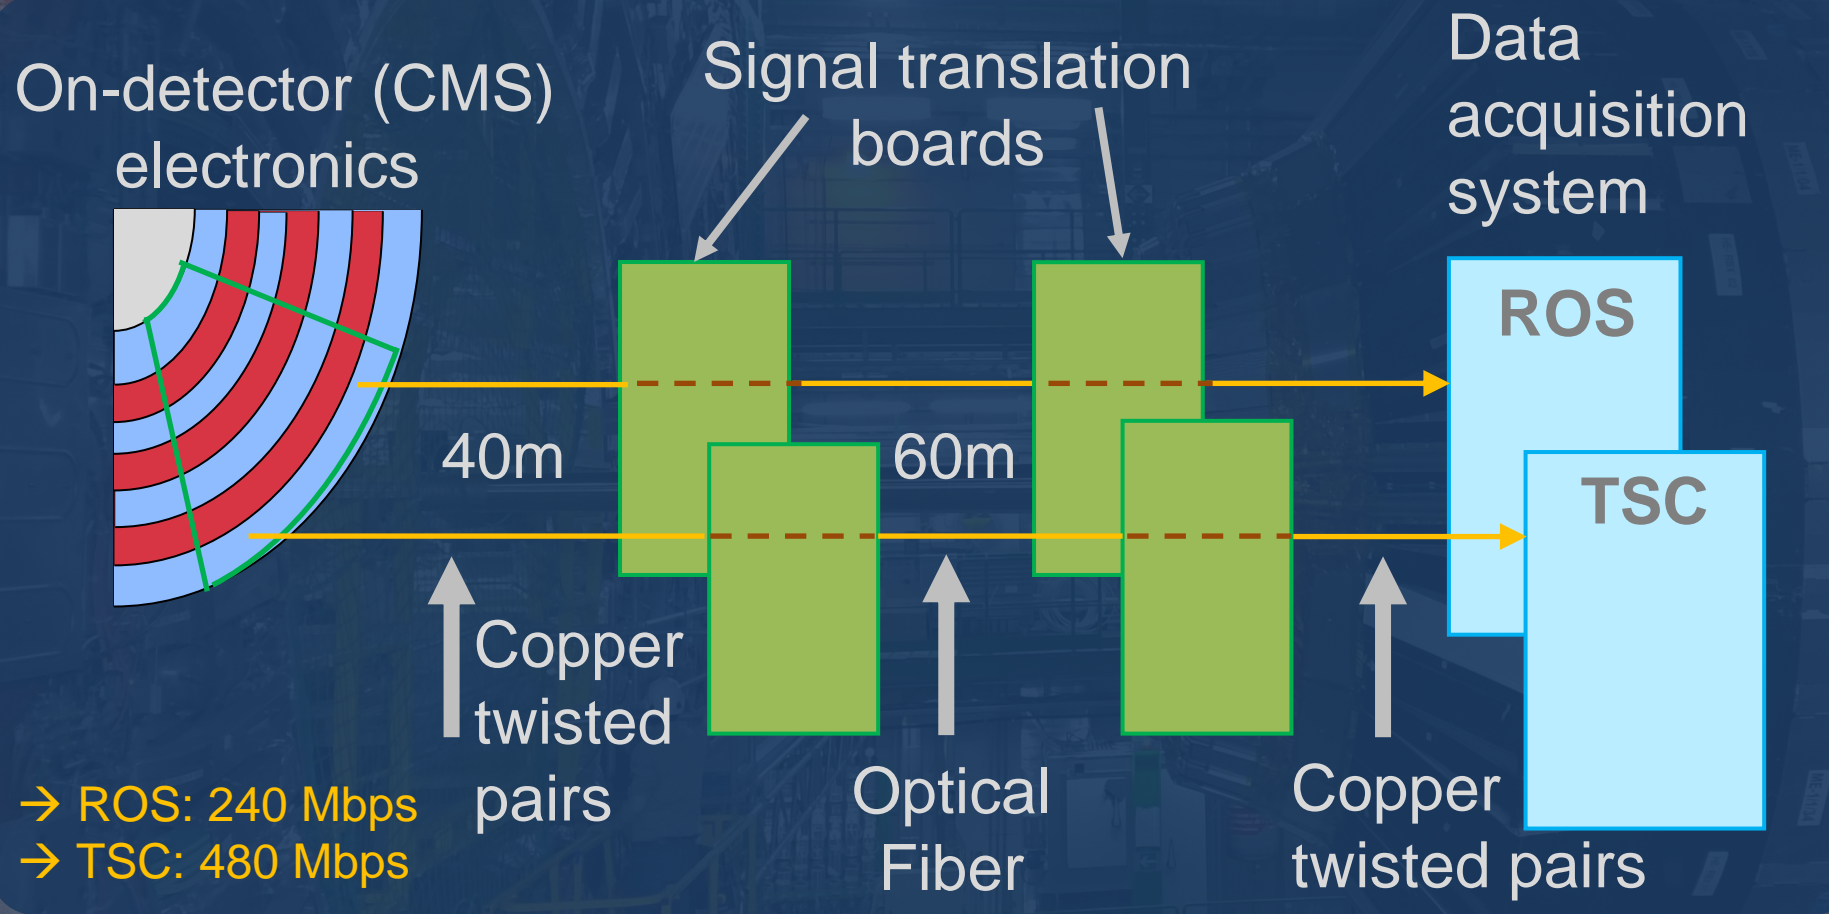 On-detector (CMS)
electronics
Signal translation
boards
Data
acquisition
system
ROS
TSC
40m
60m
Copper
twisted
pairs
Optical
Fiber
Copper
twisted pairs
→ ROS: 240 Mbps
→ TSC: 480 Mbps